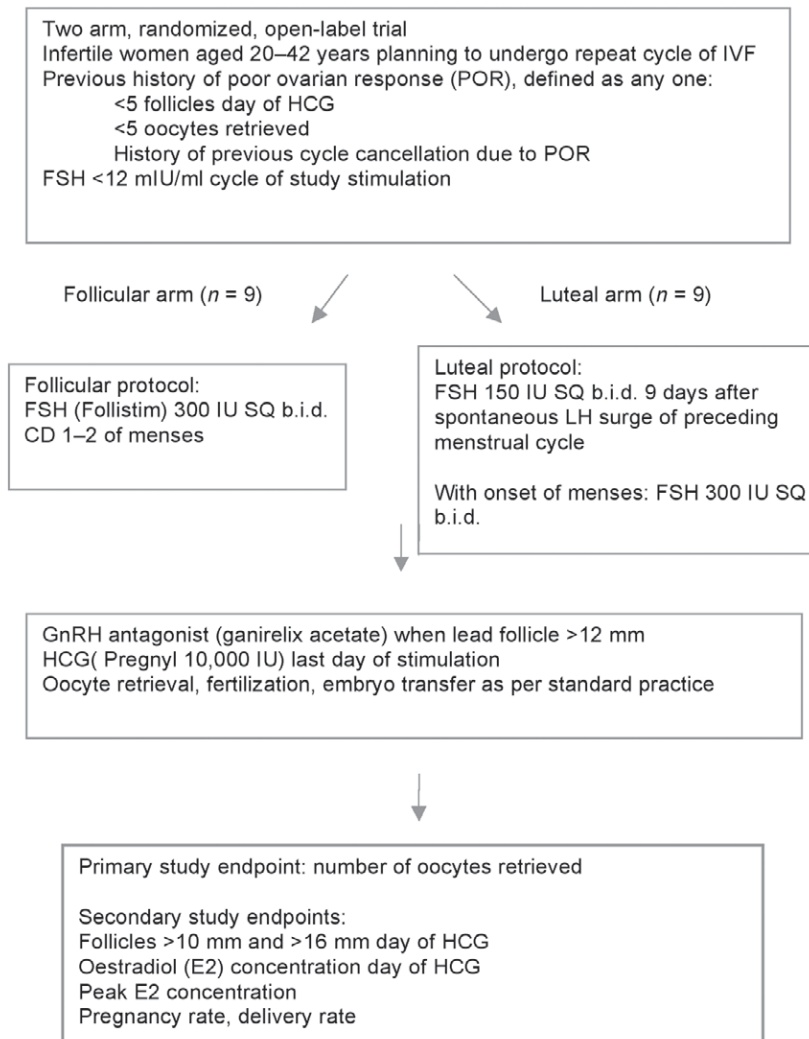 Two arm, randomized, open-label trial
Infertile women aged 20–42 years planning to undergo repeat cycle of IVF
Previous history of poor ovarian response (POR), defined as any one:
<5 follicles day of HCG
<5 oocytes retrieved
History of previous cycle cancellation due to POR
FSH <12 mIU/ml cycle of study stimulation
Follicular arm (n = 9)
Luteal arm (n = 9)
Follicular protocol:
FSH (Follistim) 300 IU SQ b.i.d.
CD 1–2 of menses
Luteal protocol:
FSH 150 IU SQ b.i.d. 9 days after
spontaneous LH surge of preceding
menstrual cycle
With onset of menses: FSH 300 IU SQ
b.i.d.
GnRH antagonist (ganirelix acetate) when lead follicle >12 mm
HCG( Pregnyl 10,000 IU) last day of stimulation
Oocyte retrieval, fertilization, embryo transfer as per standard practice
Primary study endpoint: number of oocytes retrieved
Secondary study endpoints:
Follicles >10 mm and >16 mm day of HCG
Oestradiol (E2) concentration day of HCG
Peak E2 concentration
Pregnancy rate, delivery rate